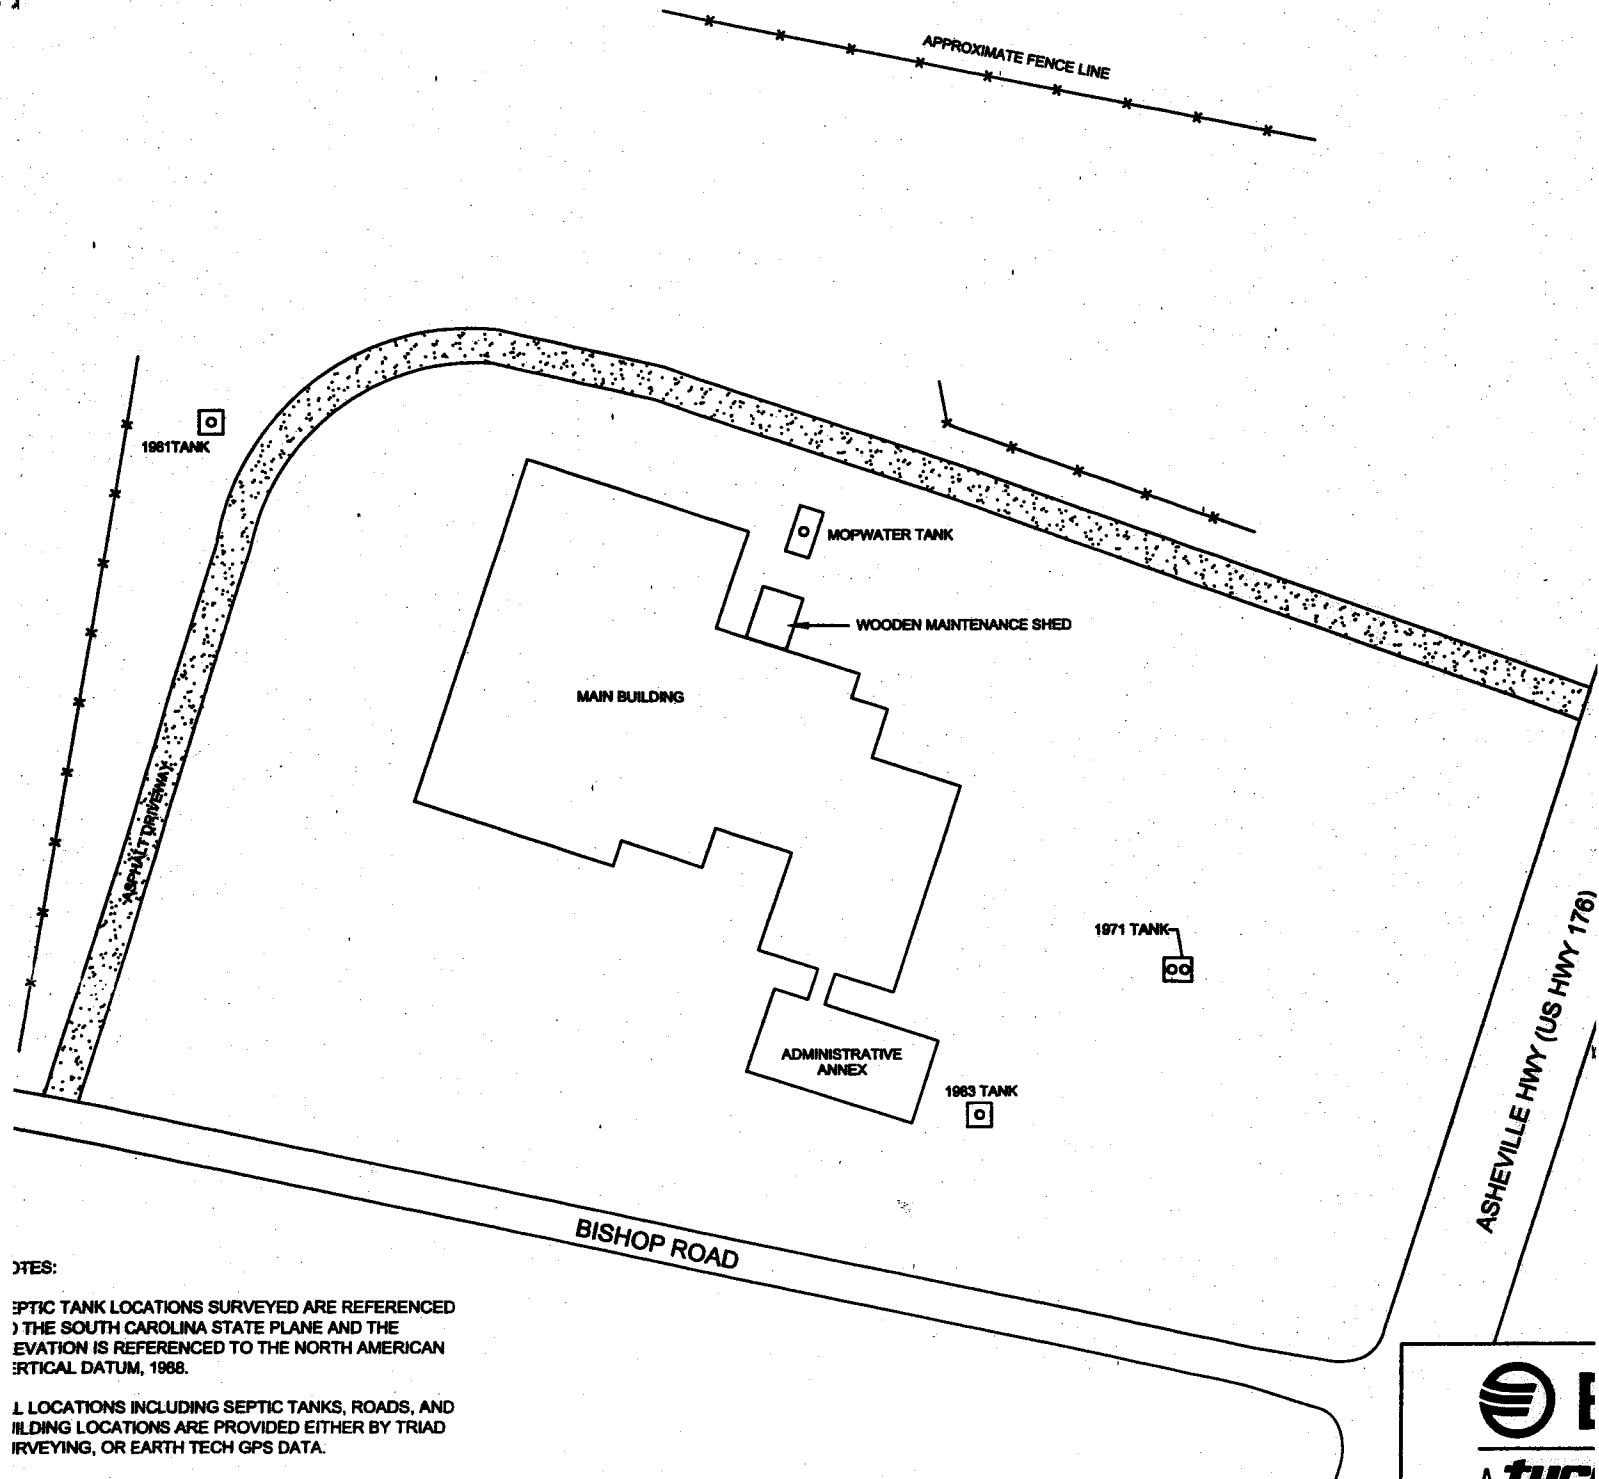 APPROXIMATE FENCE LINE
1981TANK
MOPWATER TANK
WOODEN MAINTENANCE SHED
MAIN BUILDING
ASPHALT DRIVEWAY
1971 TANK
ASHEVILLE HWY (US HWY 176)
ADMINISTRATIVE
ANNEX
1983 TANK
BISHOP ROAD
OTES:
EPTIC TANK LOCATIONS SURVEYED ARE REFERENCED
O THE SOUTH CAROLINA STATE PLANE AND THE
EVATION IS REFERENCED TO THE NORTH AMERICAN
ERTICAL DATUM, 1988.
L LOCATIONS INCLUDING SEPTIC TANKS, ROADS, AND
ILDING LOCATIONS ARE PROVIDED EITHER BY TRIAD
RVEYING, OR EARTH TECH GPS DATA.